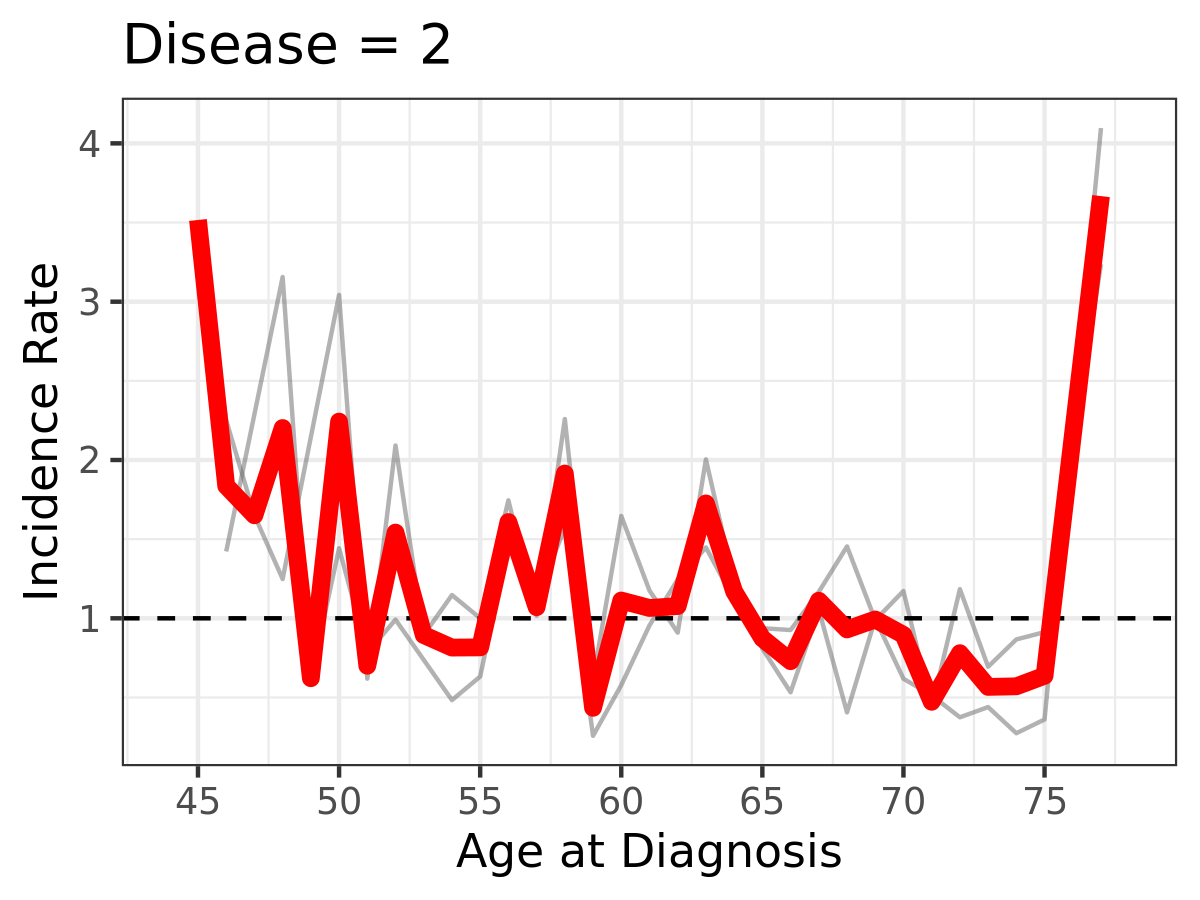 Disease = 2
Incidence Rate
4
3
2
1
45 50 55 60 65 70 75
Age at Diagnosis